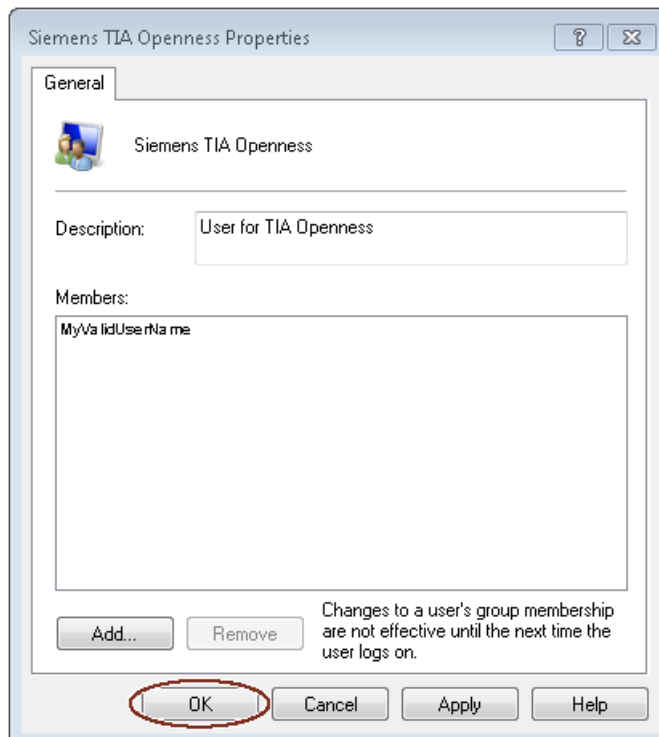 Siemens TIA Openness Properties
General
Siemens TIA Openness
Description:
User for TIA Openness
Members:
MyValidUserName
Add...
Remove
Changes to a user's group membership
are not effective until the next time the
user logs on.
OK
Cancel
Apply
Help